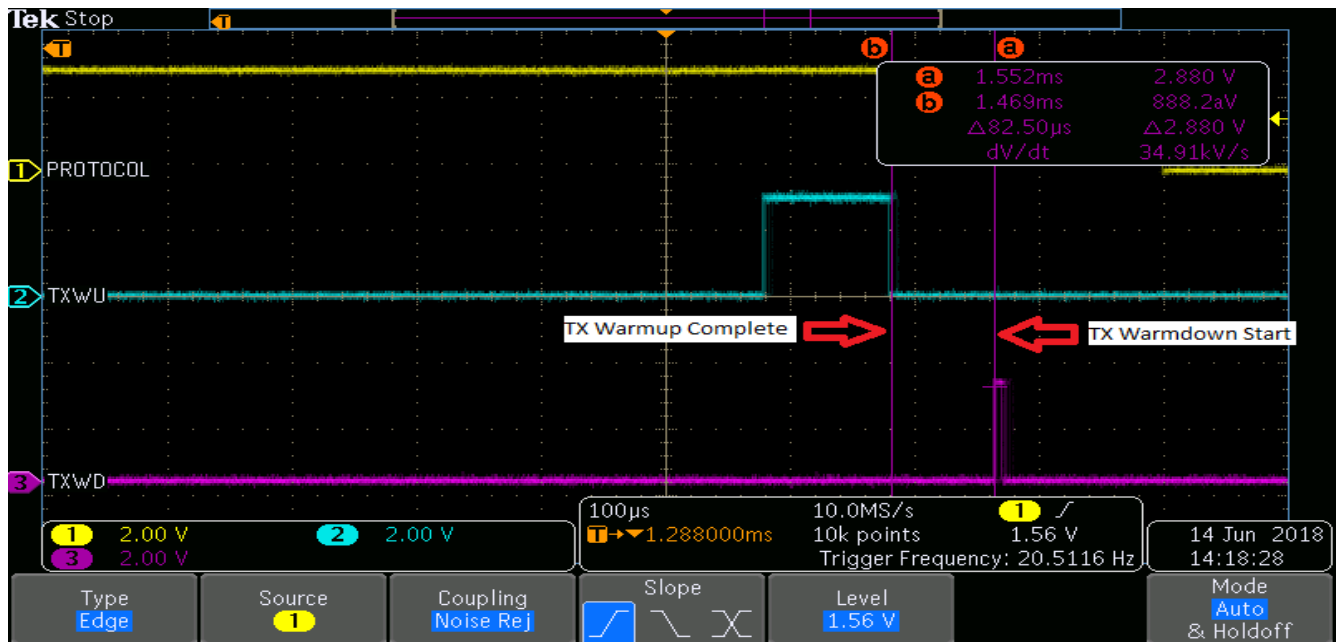 Tek Stop
T
T
b a
a 1.552ms 2.880 V
b 1.469ms 888.2aV
△82.50µs △2.880 V
dV/dt 34.91kV/s
1 PROTOCOL
2 TXWU
TX Warmup Complete
TX Warmdown Start
3 TXWD
1 2.00 V 2 2.00 V
3 2.00 V
100µs 10.0MS/s 1
T→▼1.288000ms 10k points 1.56 V
Trigger Frequency: 20.5116 Hz
14 Jun 2018
14:18:28
Type
Edge
Source
1
Coupling
Noise Rej
Slope
Level
1.56 V
Mode
Auto
& Holdoff